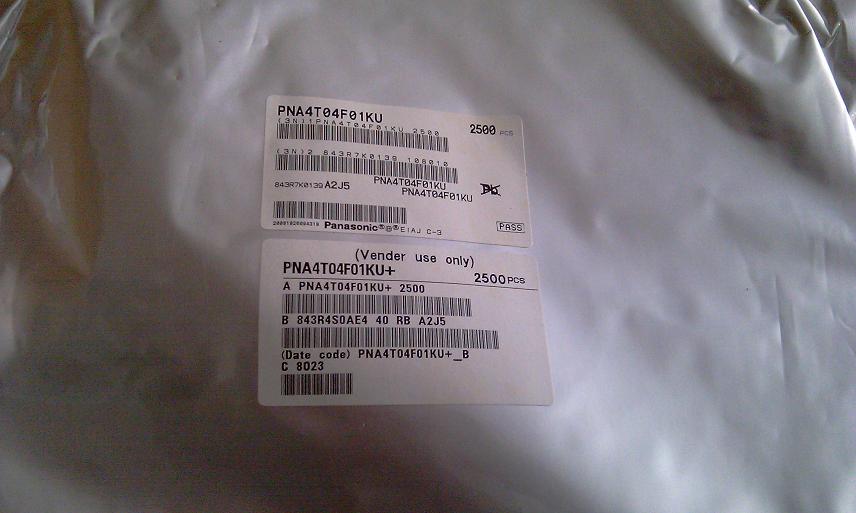 PNA4T04F01KU
2500 PCS
(3N)1PNA4T04F01KU 2500
(3N)2 843R7K0139 108010
843R7K0139 A2J5
PNA4T04F01KU
PNA4T04F01KU
Pb
Panasonic ® ® EIAJ C-3
PASS
(Vender use only)
PNA4T04F01KU+
2500 PCS
A PNA4T04F01KU+ 2500
B 843R4S0AE4 40 RB A2J5
(Date code) PNA4T04F01KU+_B
C 8023